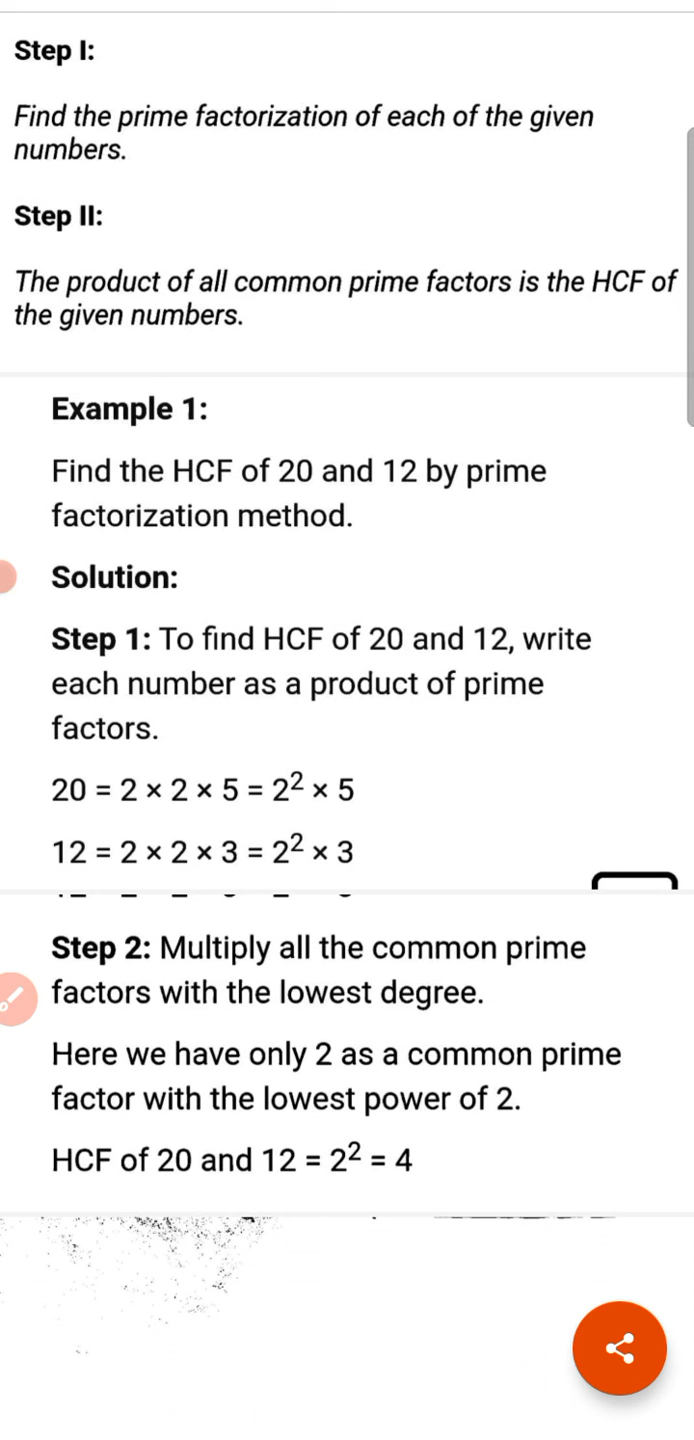 Step I:
Find the prime factorization of each of the given
numbers.
Step II:
The product of all common prime factors is the HCF of
the given numbers.
Example 1:
Find the HCF of 20 and 12 by prime
factorization method.
Solution:
Step 1: To find HCF of 20 and 12, write
each number as a product of prime
factors.
20 = 2 × 2 × 5 = 2² × 5
12 = 2 × 2 × 3 = 2² × 3
Step 2: Multiply all the common prime
factors with the lowest degree.
Here we have only 2 as a common prime
factor with the lowest power of 2.
HCF of 20 and 12 = 2² = 4